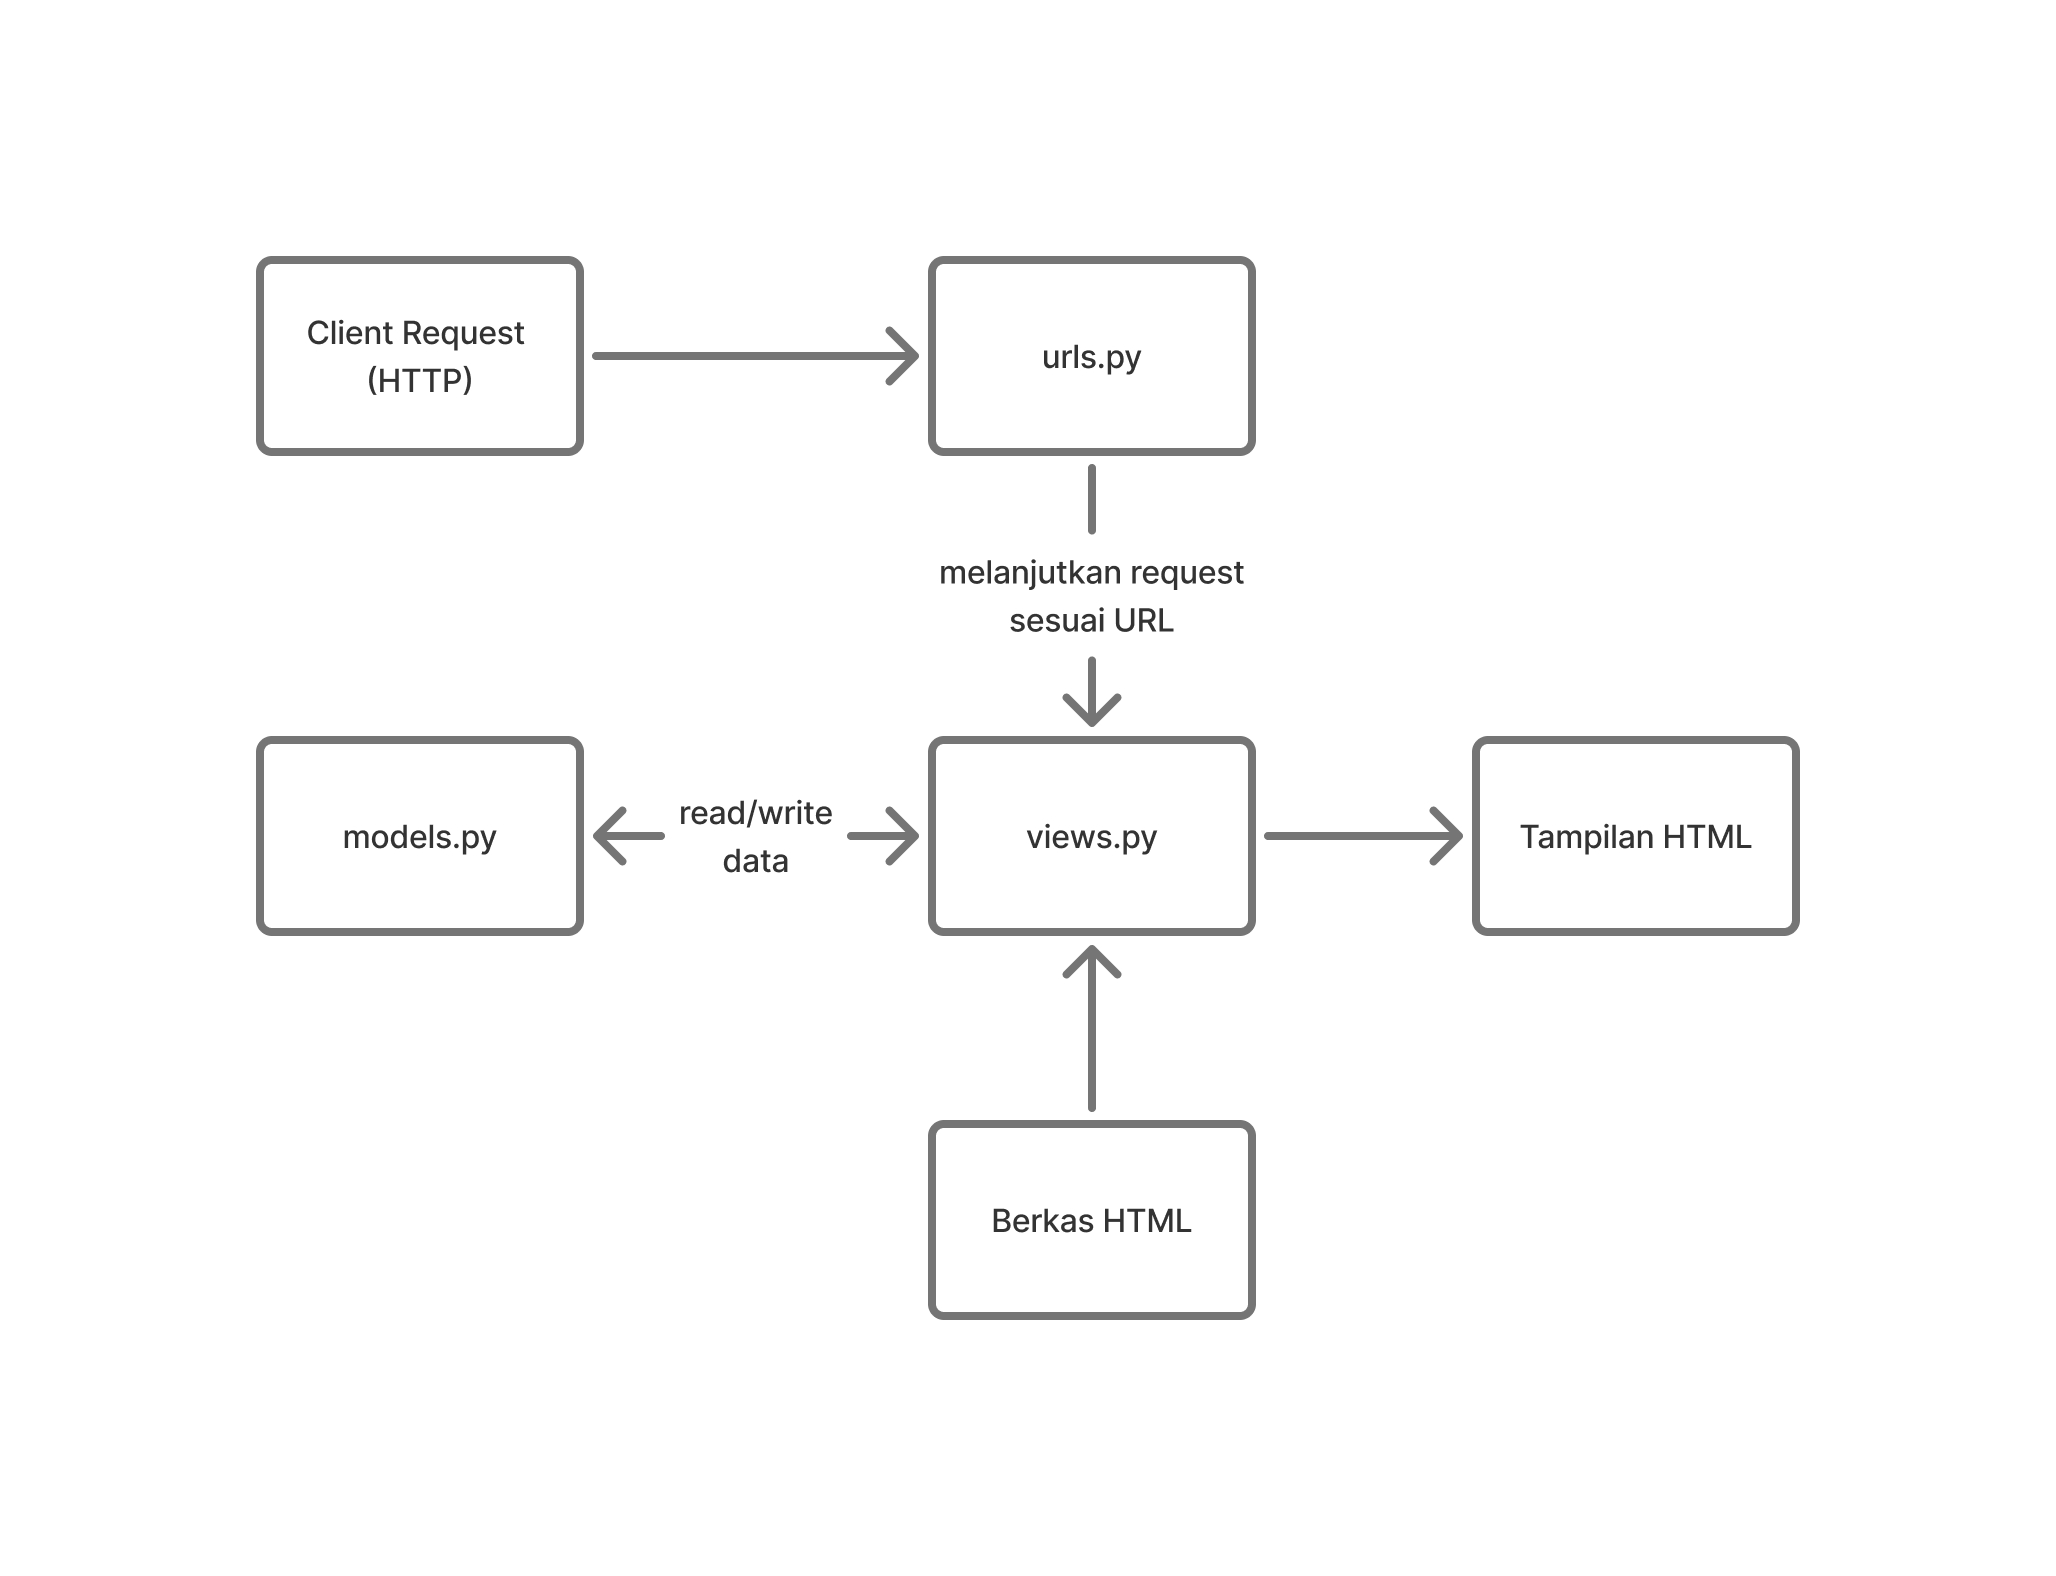 Client Request
(HTTP)
urls.py
melanjutkan request
sesuai URL
models.py
read/write
data
views.py
Tampilan HTML
Berkas HTML